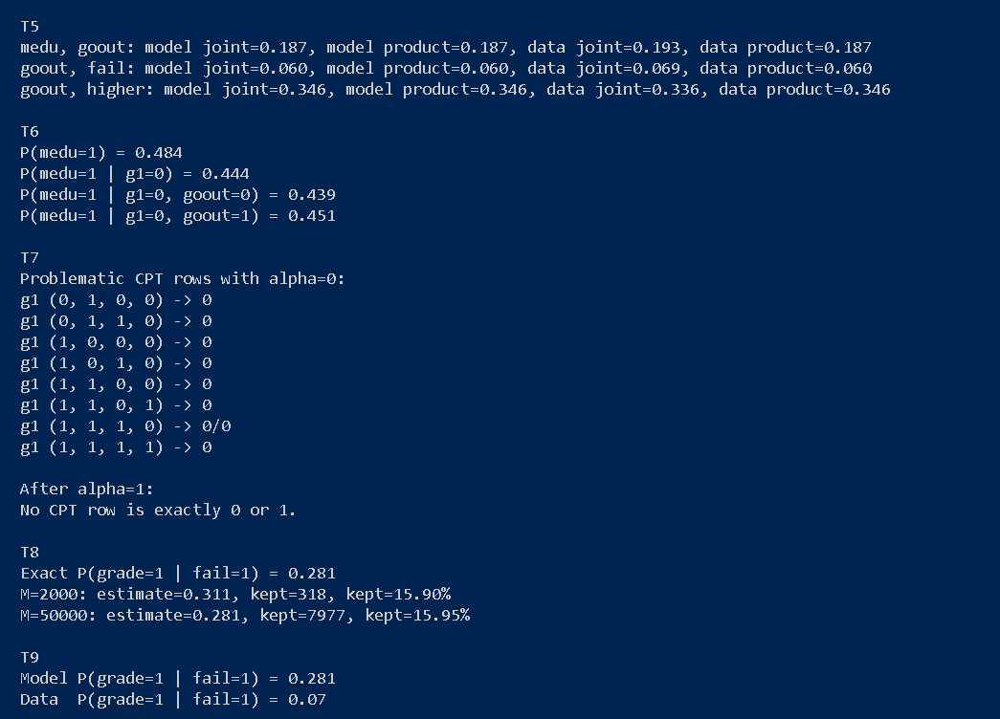 T5
medu, goout: model joint=0.187, model product=0.187, data joint=0.193, data product=0.187
goout, fail: model joint=0.060, model product=0.060, data joint=0.069, data product=0.060
goout, higher: model joint=0.346, model product=0.346, data joint=0.336, data product=0.346
T6
P(medu=1) = 0.484
P(medu=1 | g1=0) = 0.444
P(medu=1 | g1=0, goout=0) = 0.439
P(medu=1 | g1=0, goout=1) = 0.451
T7
Problematic CPT rows with alpha=0:
g1 (0, 1, 0, 0) -> 0
g1 (0, 1, 1, 0) -> 0
g1 (1, 0, 0, 0) -> 0
g1 (1, 0, 1, 0) -> 0
g1 (1, 1, 0, 0) -> 0
g1 (1, 1, 0, 1) -> 0
g1 (1, 1, 1, 0) -> 0/0
g1 (1, 1, 1, 1) -> 0
After alpha=1:
No CPT row is exactly 0 or 1.
T8
Exact P(grade=1 | fail=1) = 0.281
M=2000: estimate=0.311, kept=318, kept=15.90%
M=50000: estimate=0.281, kept=7977, kept=15.95%
T9
Model P(grade=1 | fail=1) = 0.281
Data  P(grade=1 | fail=1) = 0.07